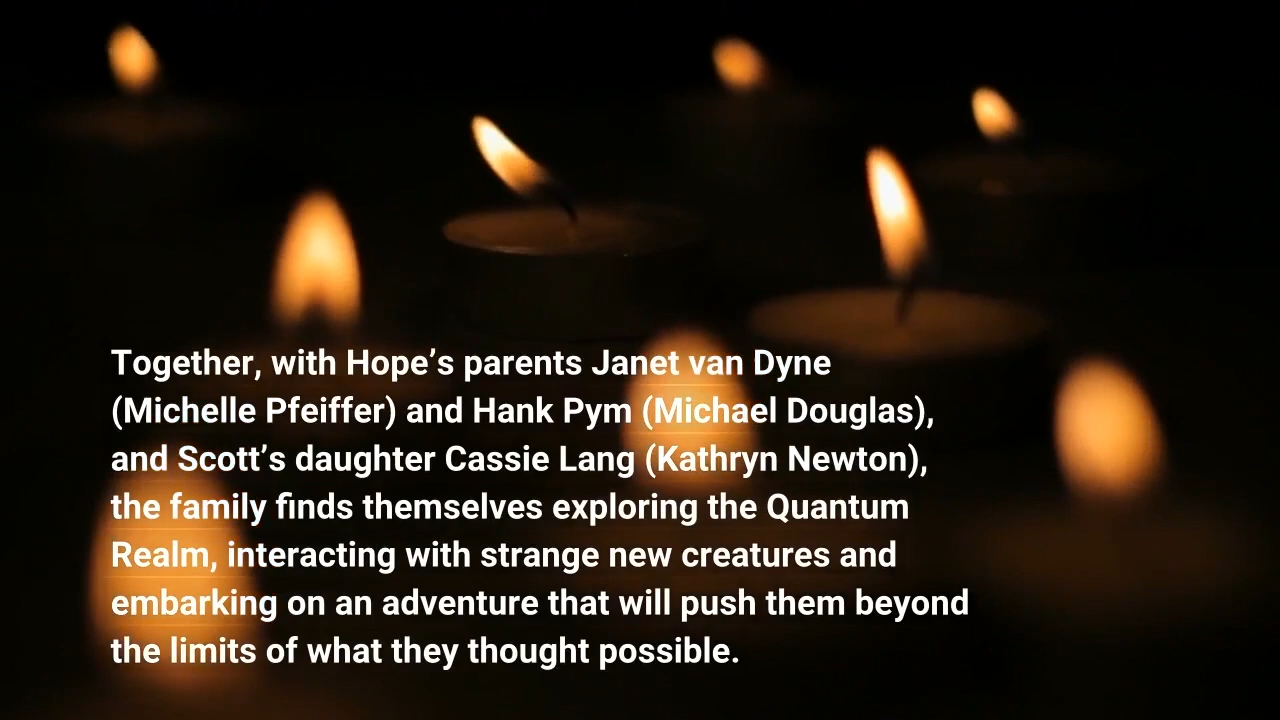 Together, with Hope’s parents Janet van Dyne
(Michelle Pfeiffer) and Hank Pym (Michael Douglas),
and Scott’s daughter Cassie Lang (Kathryn Newton),
the family finds themselves exploring the Quantum
Realm, interacting with strange new creatures and
embarking on an adventure that will push them beyond
the limits of what they thought possible.